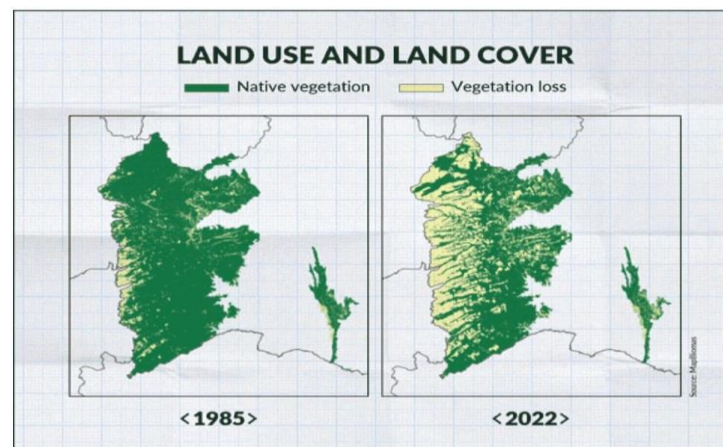 LAND USE AND LAND COVER
Native vegetation Vegetation loss
<1985> <2022>
Source: MapBiomas